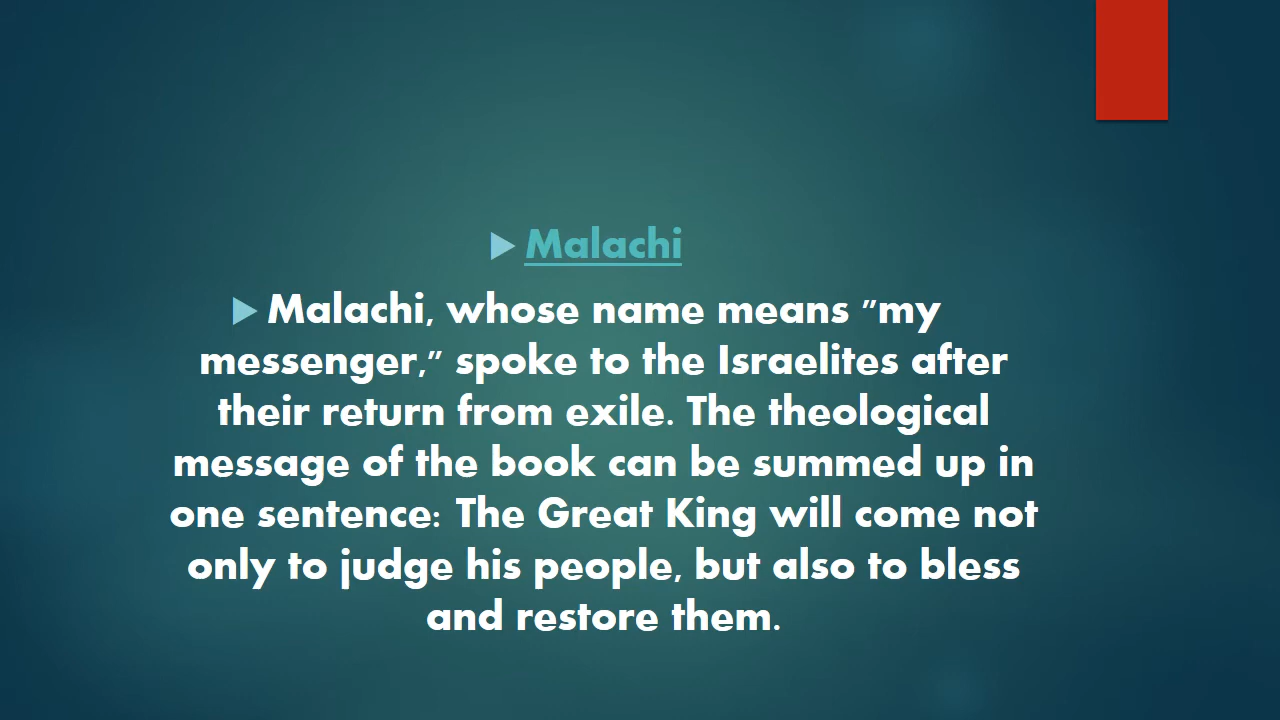 Malachi
Malachi, whose name means "my
messenger," spoke to the Israelites after
their return from exile. The theological
message of the book can be summed up in
one sentence: The Great King will come not
only to judge his people, but also to bless
and restore them.